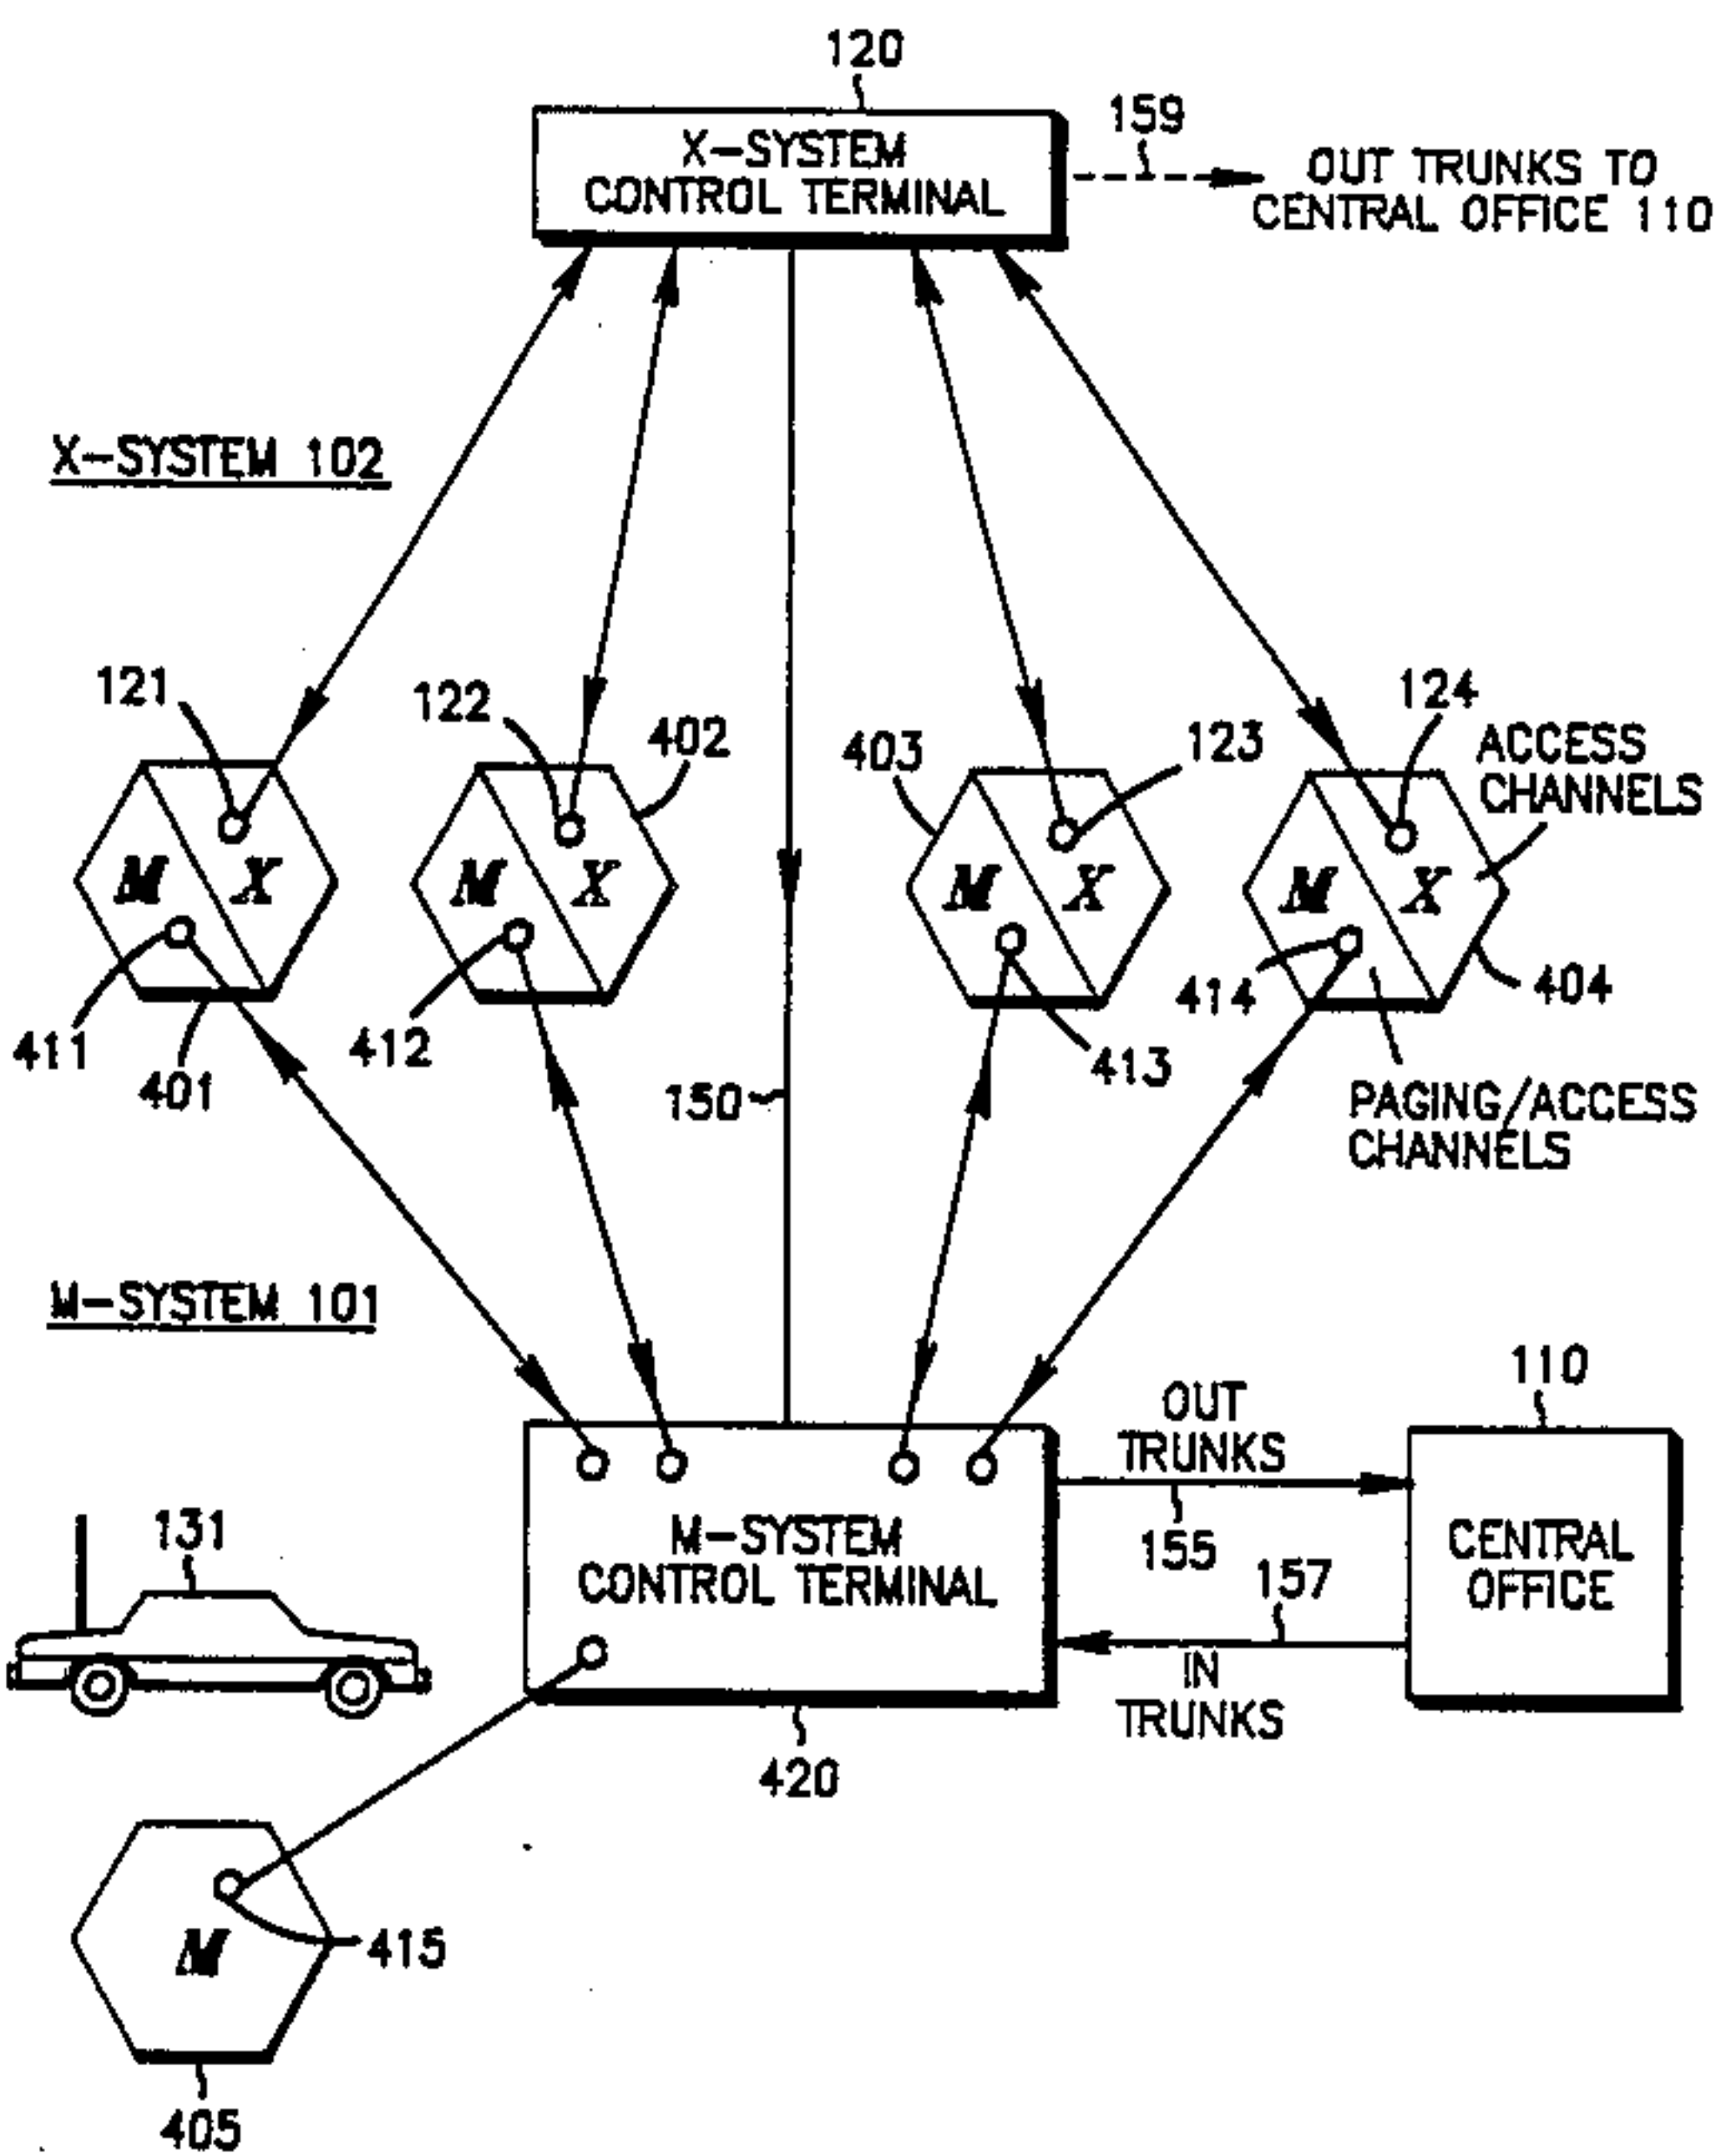 120
X-SYSTEM
CONTROL TERMINAL
159
OUT TRUNKS TO
CENTRAL OFFICE 110
X-SYSTEM 102
121
122
402
403
123
124
ACCESS
CHANNELS
M X
M X
M X
M X
411
401
412
150
413
414
404
PAGING/ACCESS
CHANNELS
M-SYSTEM 101
131
M-SYSTEM
CONTROL TERMINAL
420
OUT
TRUNKS
155
157
IN
TRUNKS
110
CENTRAL
OFFICE
M
415
405